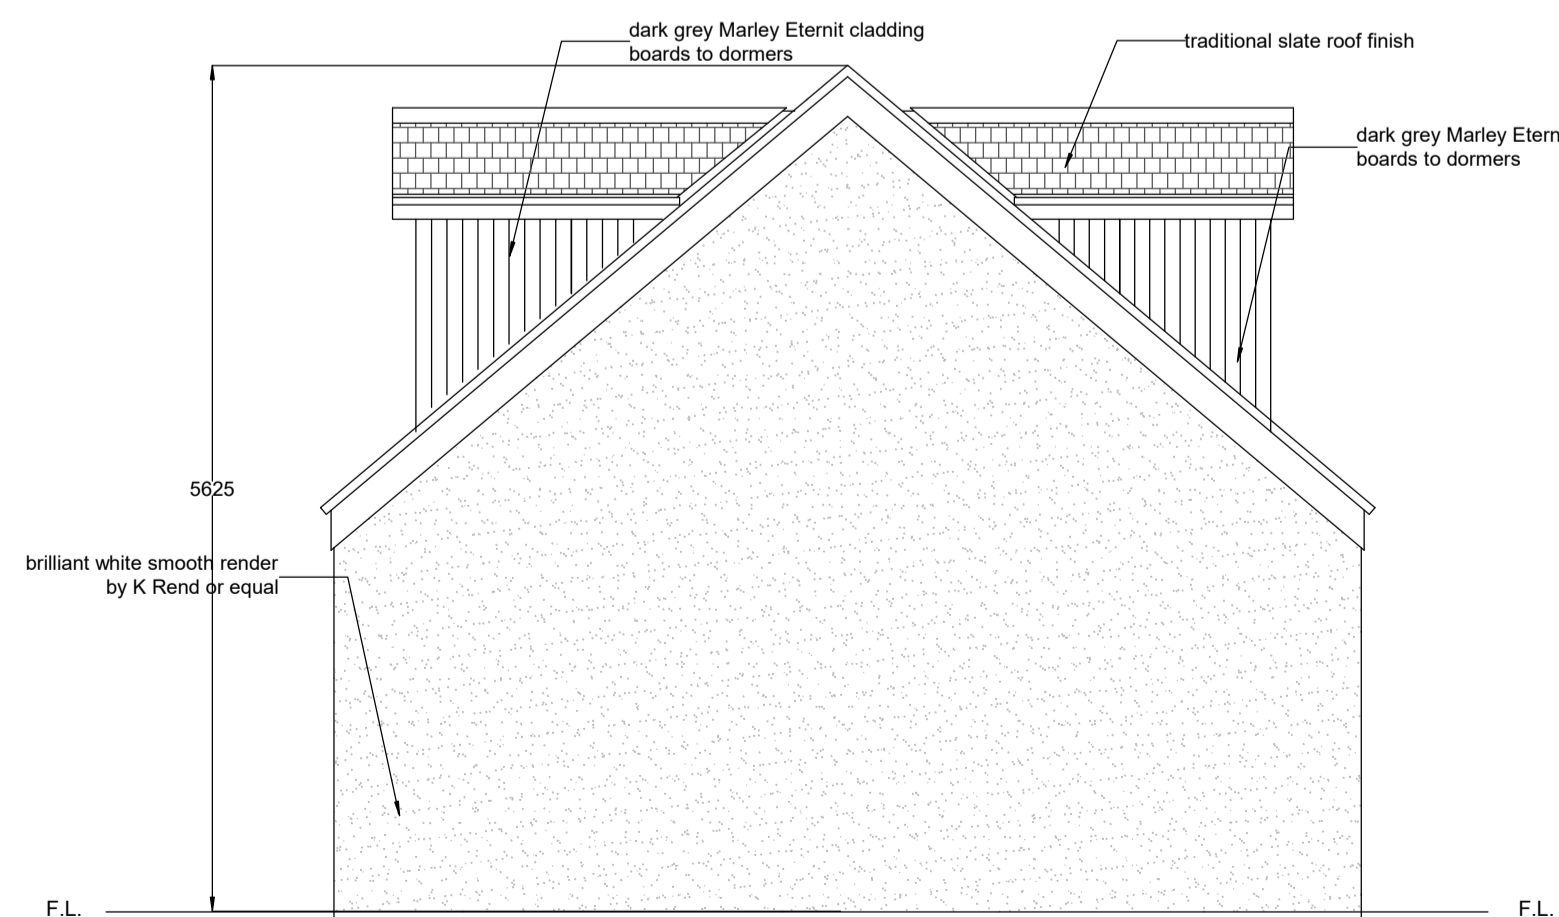 dark grey Marley Eternit cladding
boards to dormers
traditional slate roof finish
dark grey Marley Etern
boards to dormers
5625
brilliant white smooth render
by K Rend or equal
F.L.
F.L.